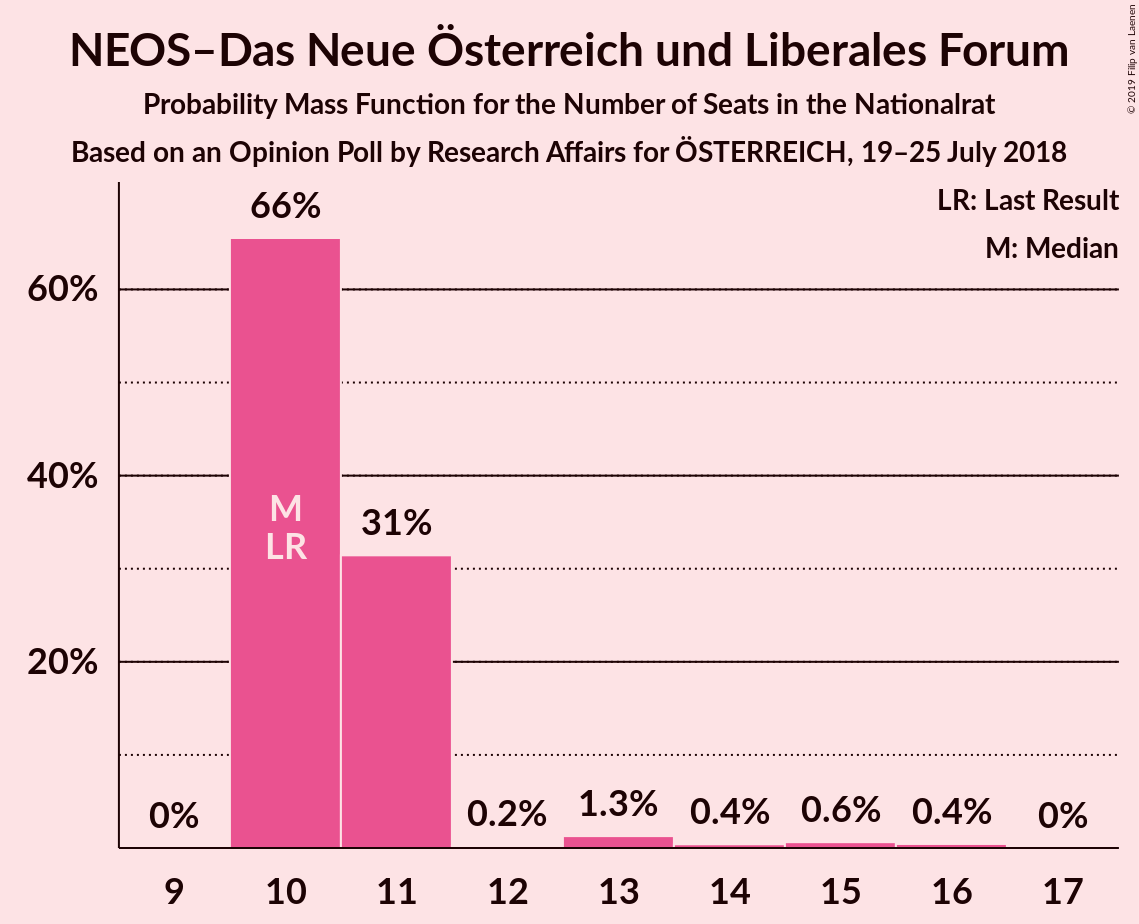 NEOS–Das Neue Österreich und Liberales Forum
Probability Mass Function for the Number of Seats in the Nationalrat
Based on an Opinion Poll by Research Affairs for ÖSTERREICH, 19–25 July 2018
© 2019 Filip van Laenen
LR: Last Result
M: Median
66%
60%
40%
M
LR
31%
20%
0%
0.2%
1.3%
0.4%
0.6%
0.4%
0%
9
10
11
12
13
14
15
16
17